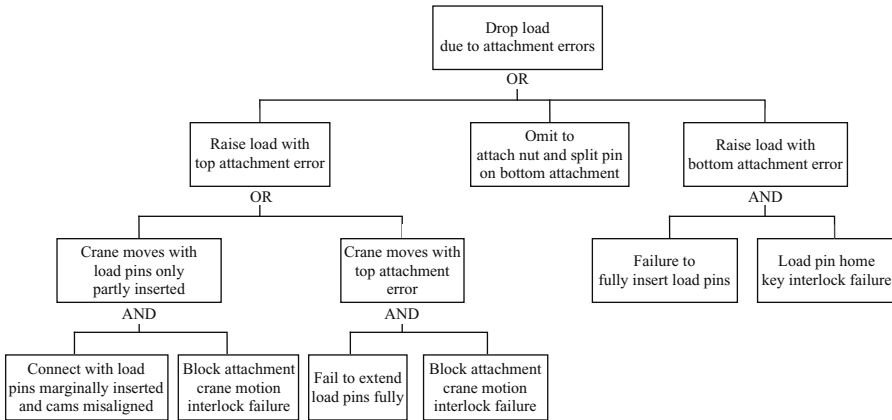 Drop load
due to attachment errors
OR
Raise load with
top attachment error
Omit to
attach nut and split pin
on bottom attachment
Raise load with
bottom attachment error
OR
AND
Crane moves with
load pins only
partly inserted
Crane moves with
top attachment
error
Failure to
fully insert load pins
Load pin home
key interlock failure
AND
AND
Connect with load
pins marginally inserted
and cams misaligned
Block attachment
crane motion
interlock failure
Fail to extend
load pins fully
Block attachment
crane motion
interlock failure